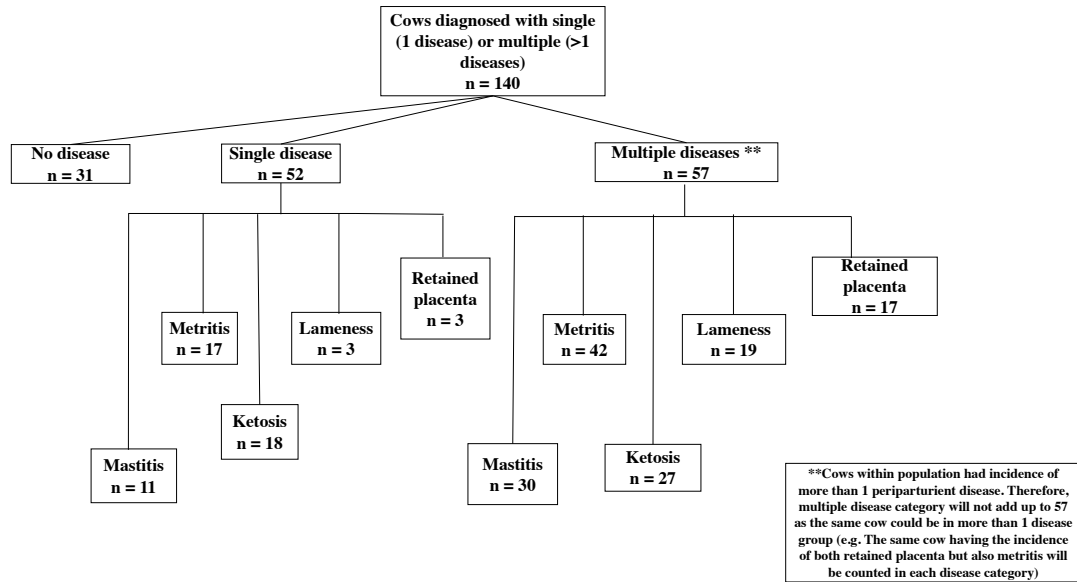 Cows diagnosed with single
(1 disease) or multiple (>1
diseases)
n = 140
No disease
n = 31
Single disease
n = 52
Multiple diseases **
n = 57
Mastitis
n = 11
Metritis
n = 17
Ketosis
n = 18
Lameness
n = 3
Retained
placenta
n = 3
Mastitis
n = 30
Metritis
n = 42
Ketosis
n = 27
Lameness
n = 19
Retained
placenta
n = 17
**Cows within population had incidence of
more than 1 periparturient disease. Therefore,
multiple disease category will not add up to 57
as the same cow could be in more than 1 disease
group (e.g. The same cow having the incidence
of both retained placenta but also metritis will
be counted in each disease category)